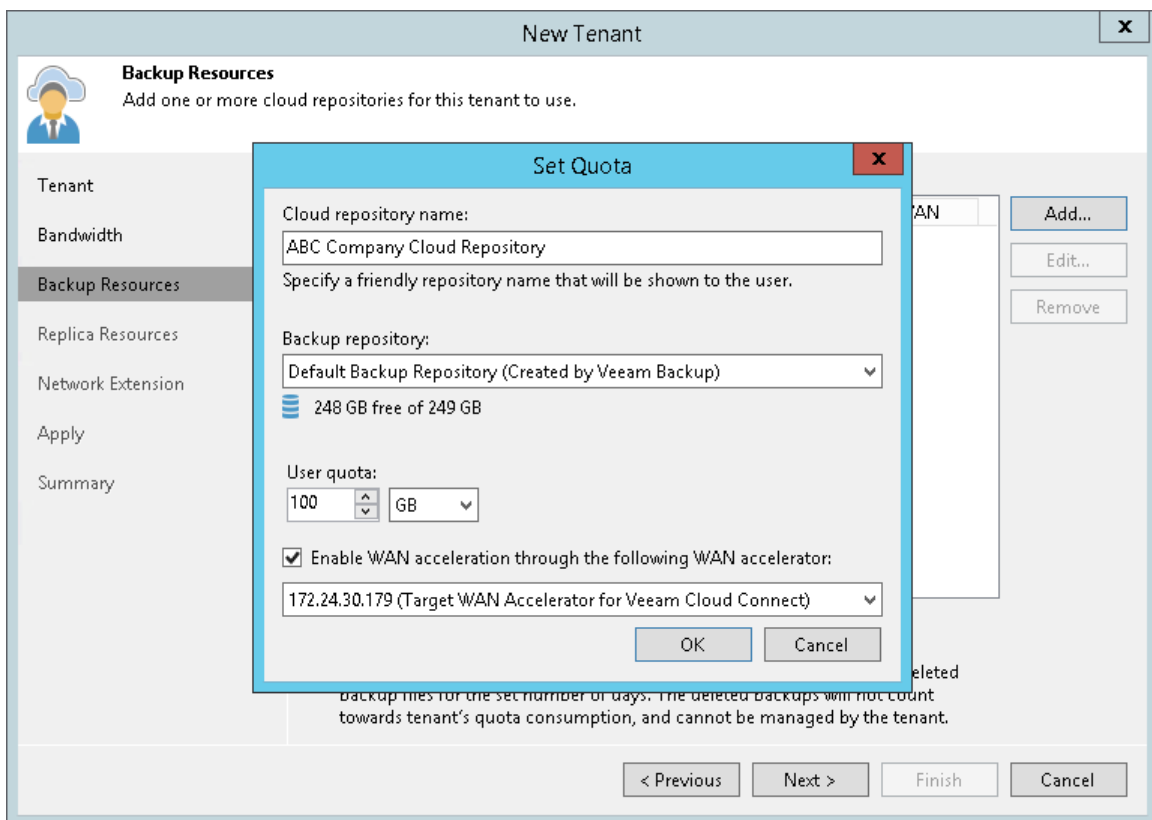 New Tenant
x
Backup Resources
Add one or more cloud repositories for this tenant to use.
Tenant
Bandwidth
Backup Resources
Replica Resources
Network Extension
Apply
Summary
Set Quota
x
Cloud repository name:
ABC Company Cloud Repository
Specify a friendly repository name that will be shown to the user.
Backup repository:
Default Backup Repository (Created by Veeam Backup)
248 GB free of 249 GB
User quota:
100 GB
Enable WAN acceleration through the following WAN accelerator:
172.24.30.179 (Target WAN Accelerator for Veeam Cloud Connect)
OK Cancel
Add...
Edit...
Remove
backup files for the set number of days. The deleted backups will not count
towards tenant's quota consumption, and cannot be managed by the tenant.
< Previous Next > Finish Cancel